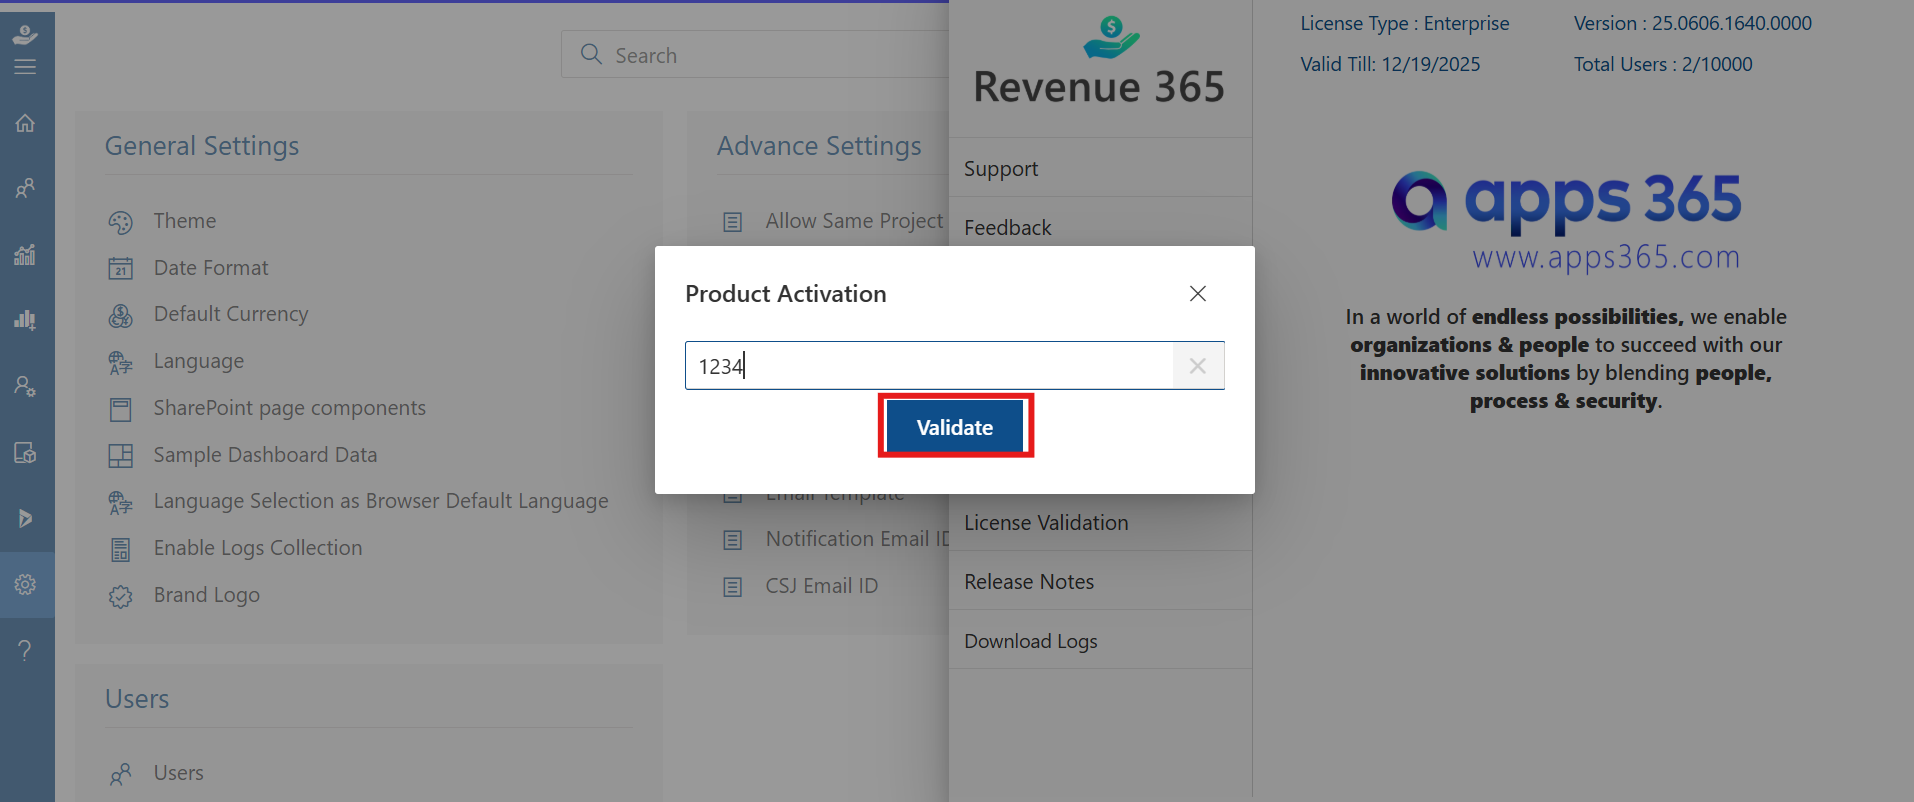 Search
General Settings
Theme
21
Date Format
Default Currency
Language
SharePoint page components
Sample Dashboard Data
Language Selection as Browser Default Language
Enable Logs Collection
Brand Logo
Users
Users
Advance Settings
Allow Same Project
Email Template
Notification Email ID
CSJ Email ID
Revenue 365
Support
Feedback
License Validation
Release Notes
Download Logs
Product Activation
1234
Validate
License Type : Enterprise
Version : 25.0606.1640.0000
Valid Till: 12/19/2025
Total Users : 2/10000
apps 365
www.apps365.com
In a world of endless possibilities, we enable
organizations & people to succeed with our
innovative solutions by blending people,
process & security.